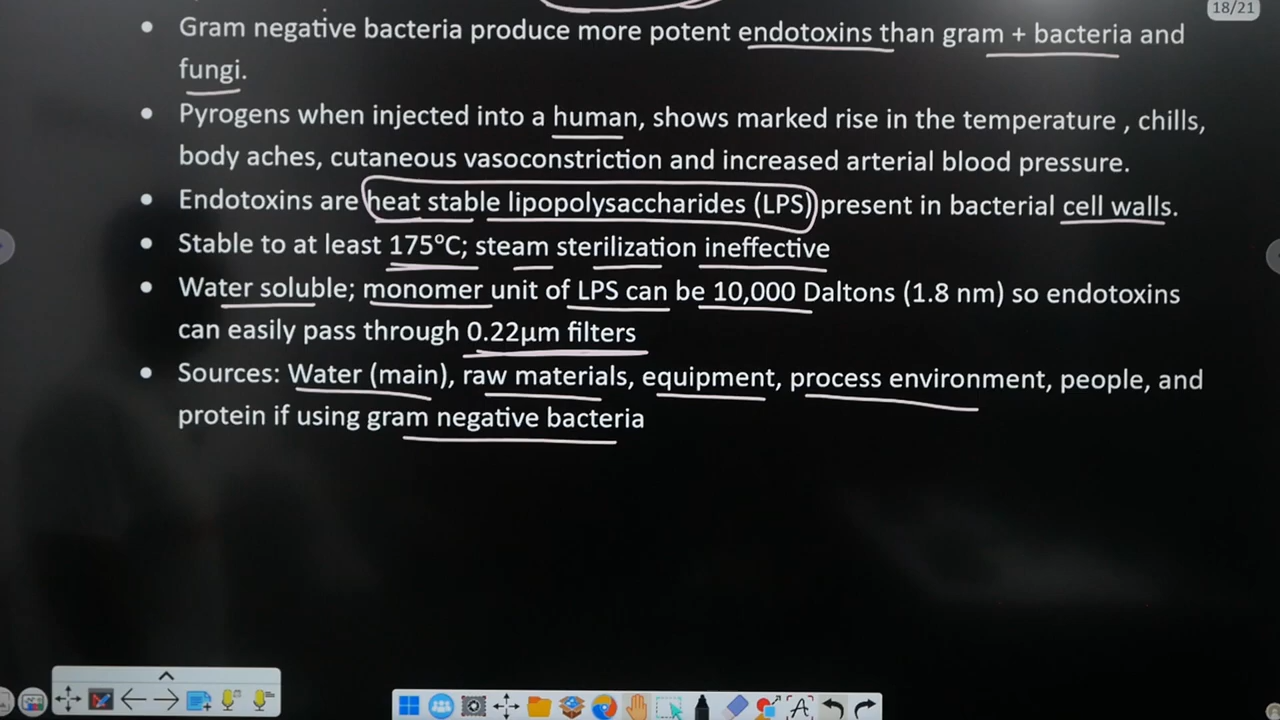 18/21
• Gram negative bacteria produce more potent endotoxins than gram + bacteria and
fungi.
• Pyrogens when injected into a human, shows marked rise in the temperature , chills,
body aches, cutaneous vasoconstriction and increased arterial blood pressure.
• Endotoxins are heat stable lipopolysaccharides (LPS) present in bacterial cell walls.
• Stable to at least 175°C; steam sterilization ineffective
• Water soluble; monomer unit of LPS can be 10,000 Daltons (1.8 nm) so endotoxins
can easily pass through 0.22µm filters
• Sources: Water (main), raw materials, equipment, process environment, people, and
protein if using gram negative bacteria